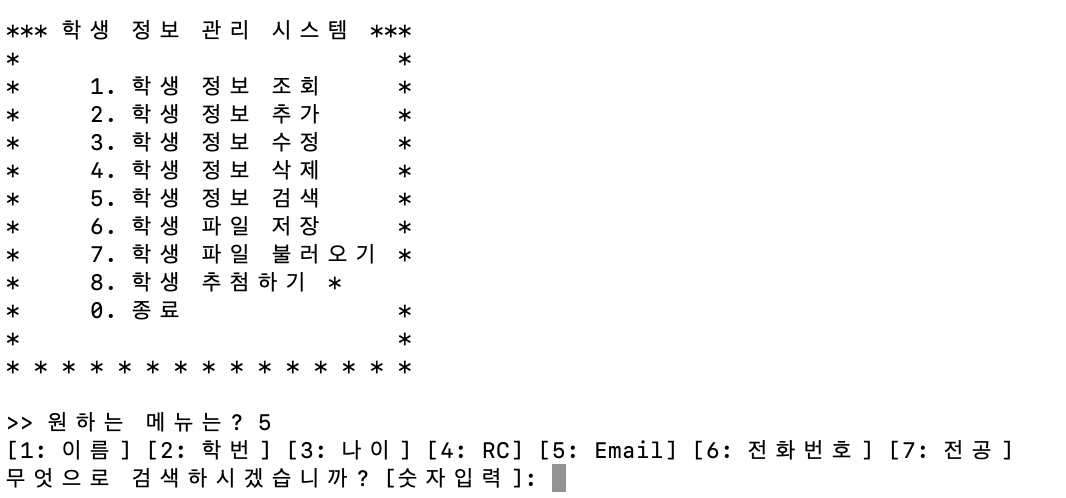 *** 학생 정보 관리 시스템 ***
*                           *
*     1. 학생 정보 조회      *
*     2. 학생 정보 추가      *
*     3. 학생 정보 수정      *
*     4. 학생 정보 삭제      *
*     5. 학생 정보 검색      *
*     6. 학생 파일 저장      *
*     7. 학생 파일 불러오기 *
*     8. 학생 추첨하기 *
*     0. 종료                *
*                           *
* * * * * * * * * * * * * * *
>> 원하는 메뉴는? 5
[1: 이름] [2: 학번] [3: 나이] [4: RC] [5: Email] [6: 전화번호] [7: 전공]
무엇으로 검색하시겠습니까? [숫자입력]: